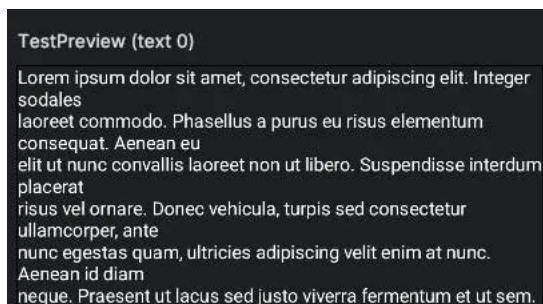 TestPreview (text 0)
Lorem ipsum dolor sit amet, consectetur adipiscing elit. Integer
sodales
laoreet commodo. Phasellus a purus eu risus elementum
consequat. Aenean eu
elit ut nunc convallis laoreet non ut libero. Suspendisse interdum
placerat
risus vel ornare. Donec vehicula, turpis sed consectetur
ullamcorper, ante
nunc egestas quam, ultricies adipiscing velit enim at nunc.
Aenean id diam
neque. Praesent ut lacus sed justo viverra fermentum et ut sem.